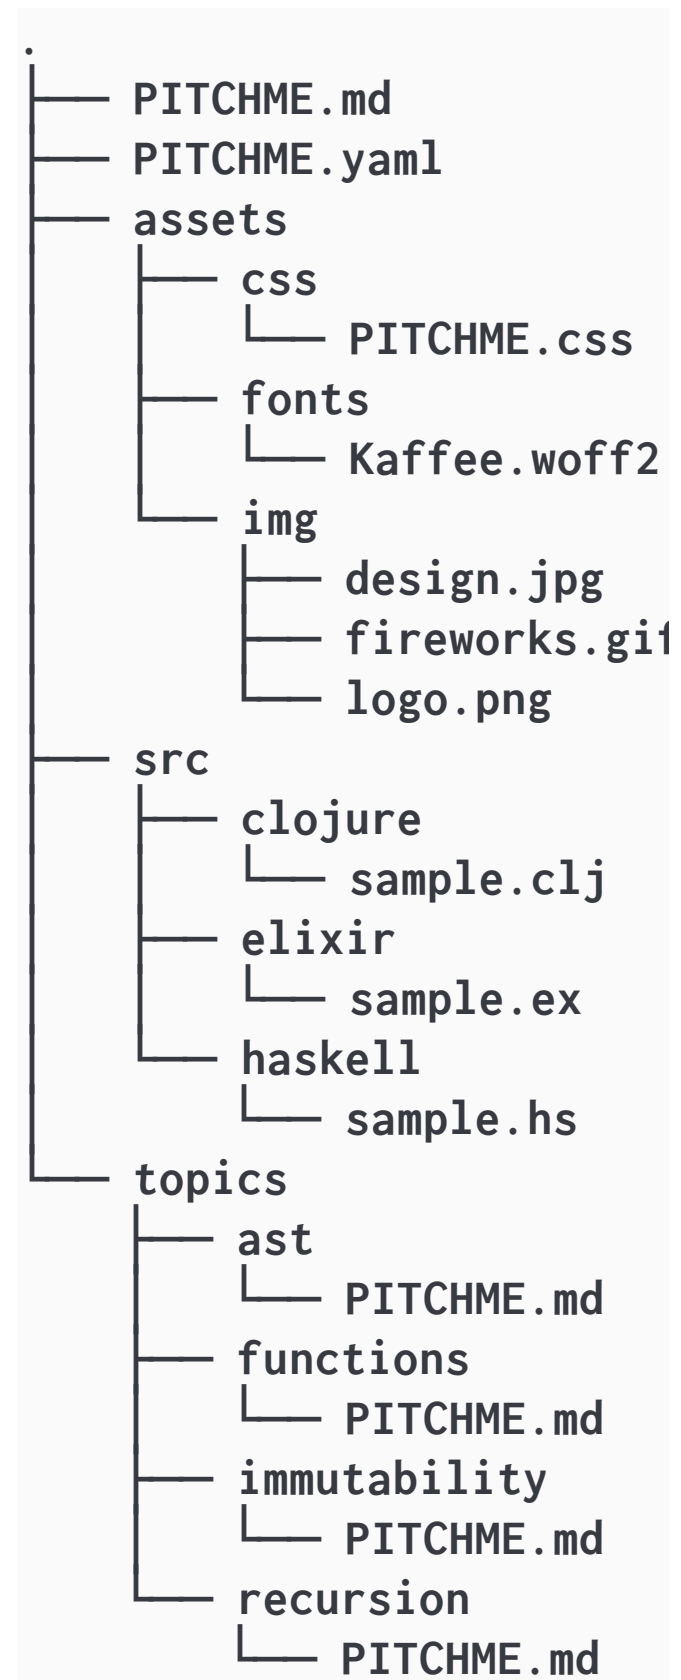 .
├── PITCHME.md
├── PITCHME.yaml
├── assets
│   ├── css
│   │   └── PITCHME.css
│   ├── fonts
│   │   └── Kaffee.woff2
│   └── img
│       ├── design.jpg
│       ├── fireworks.gif
│       └── logo.png
├── src
│   ├── clojure
│   │   └── sample.clj
│   ├── elixir
│   │   └── sample.ex
│   └── haskell
│       └── sample.hs
└── topics
    ├── ast
    │   └── PITCHME.md
    ├── functions
    │   └── PITCHME.md
    ├── immutability
    │   └── PITCHME.md
    └── recursion
        └── PITCHME.md